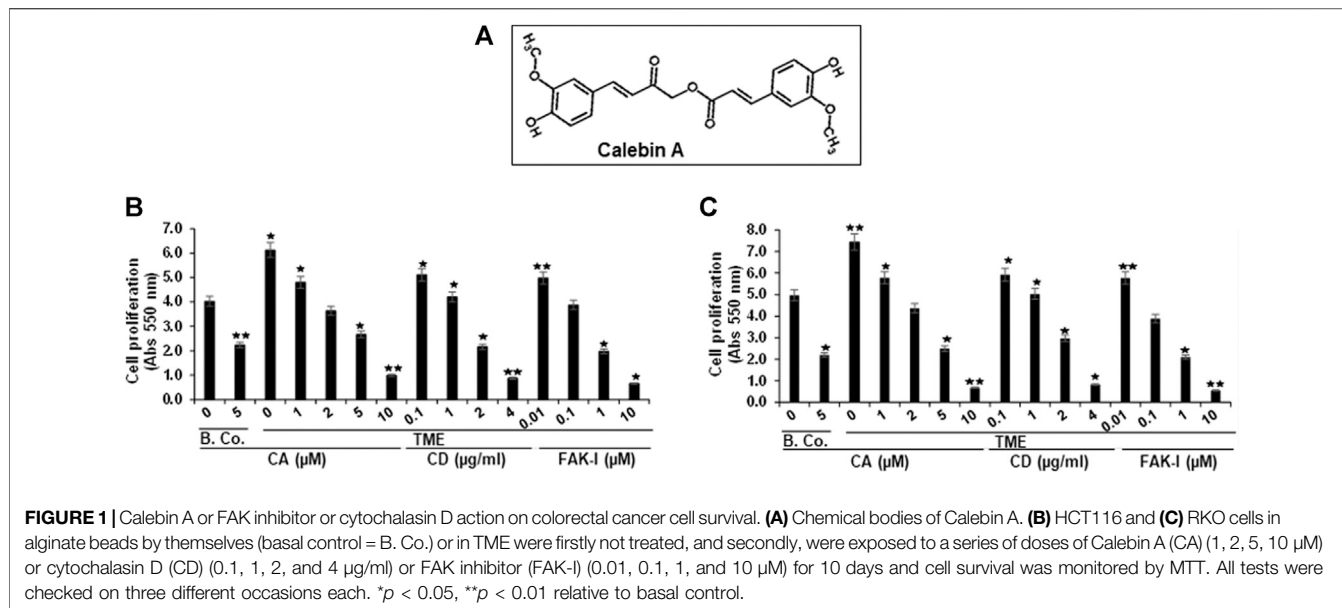 A
H₃C
O
O
O
O
OH
OH
O
CH₃
Calebin A
B
Cell proliferation
(Abs 550 nm)
7.0
6.0
5.0
4.0
3.0
2.0
1.0
0.0
★★ ★ ★ ★ ★★ ★ ★ ★ ★★ ★★ ★ ★
0 5 0 1 2 5 10 0.1 1 2 4 0.01 0.1 1 10
B. Co. TME
CA (µM) CD (µg/ml) FAK-I (µM)
C
Cell proliferation
(Abs 550 nm)
8.0
7.0
6.0
5.0
4.0
3.0
2.0
1.0
0.0
★ ★★ ★ ★ ★★ ★ ★ ★ ★ ★★ ★ ★★
0 5 0 1 2 5 10 0.1 1 2 4 0.01 0.1 1 10
B. Co. TME
CA (µM) CD (µg/ml) FAK-I (µM)
FIGURE 1 | Calebin A or FAK inhibitor or cytochalasin D action on colorectal cancer cell survival. (A) Chemical bodies of Calebin A. (B) HCT116 and (C) RKO cells in
alginate beads by themselves (basal control = B. Co.) or in TME were firstly not treated, and secondly, were exposed to a series of doses of Calebin A (CA) (1, 2, 5, 10 µM)
or cytochalasin D (CD) (0.1, 1, 2, and 4 µg/ml) or FAK inhibitor (FAK-I) (0.01, 0.1, 1, and 10 µM) for 10 days and cell survival was monitored by MTT. All tests were
checked on three different occasions each. *p < 0.05, **p < 0.01 relative to basal control.